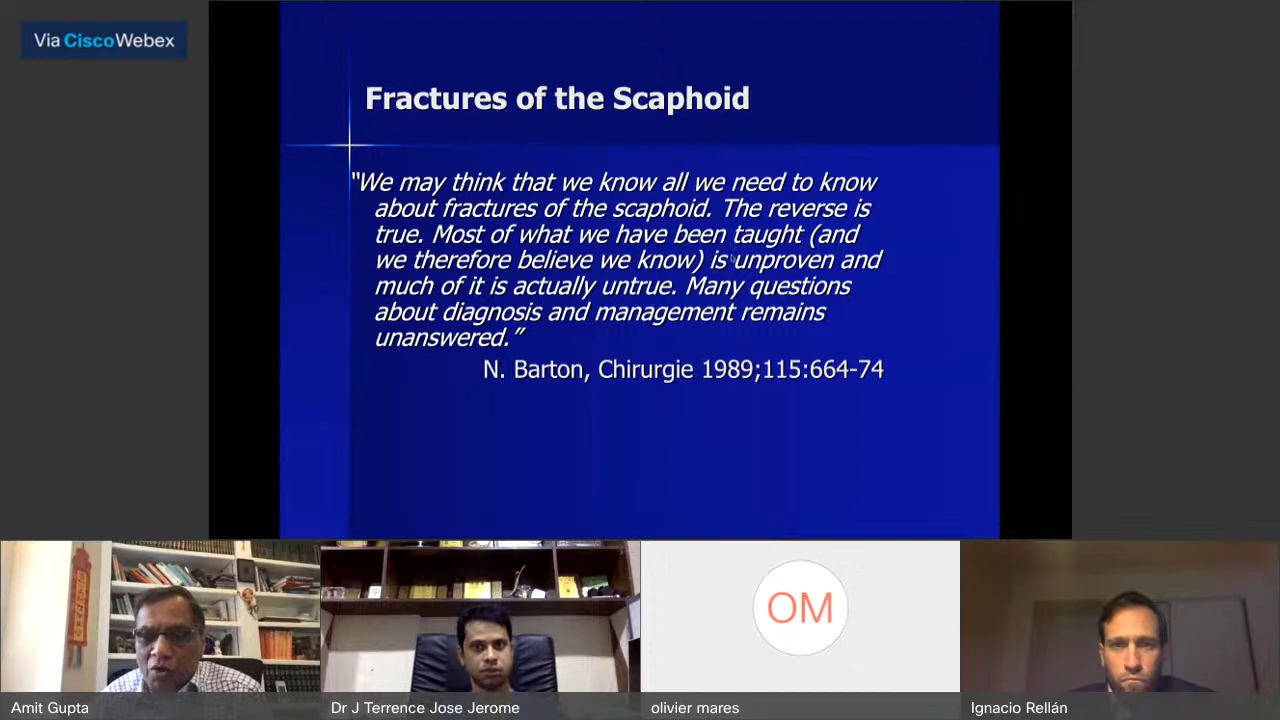 Via CiscoWebex
Fractures of the Scaphoid
“We may think that we know all we need to know
about fractures of the scaphoid. The reverse is
true. Most of what we have been taught (and
we therefore believe we know) is unproven and
much of it is actually untrue. Many questions
about diagnosis and management remains
unanswered.”
N. Barton, Chirurgie 1989;115:664-74
OM
Amit Gupta
Dr J Terrence Jose Jerome
olivier mares
Ignacio Rellán